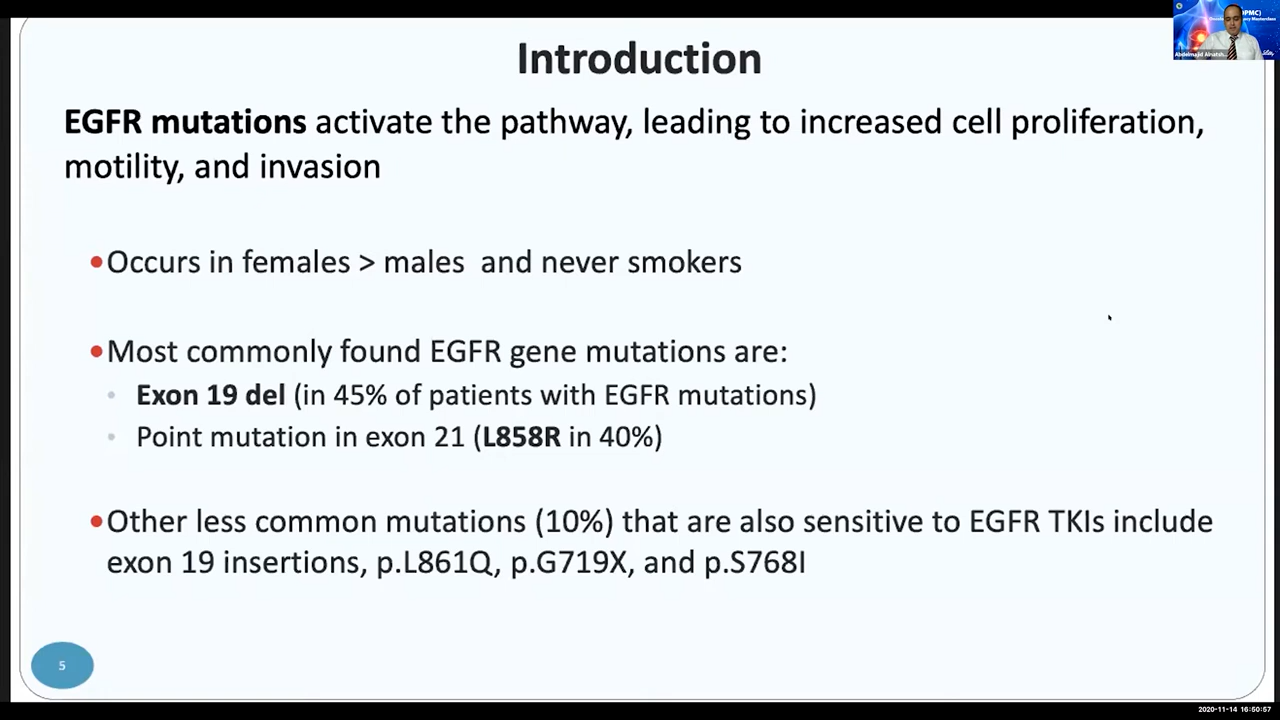 Introduction
EGFR mutations activate the pathway, leading to increased cell proliferation,
motility, and invasion
•Occurs in females > males and never smokers
•Most commonly found EGFR gene mutations are:
• Exon 19 del (in 45% of patients with EGFR mutations)
• Point mutation in exon 21 (L858R in 40%)
•Other less common mutations (10%) that are also sensitive to EGFR TKIs include
exon 19 insertions, p.L861Q, p.G719X, and p.S768I
5
2020-11-14 16:50:57